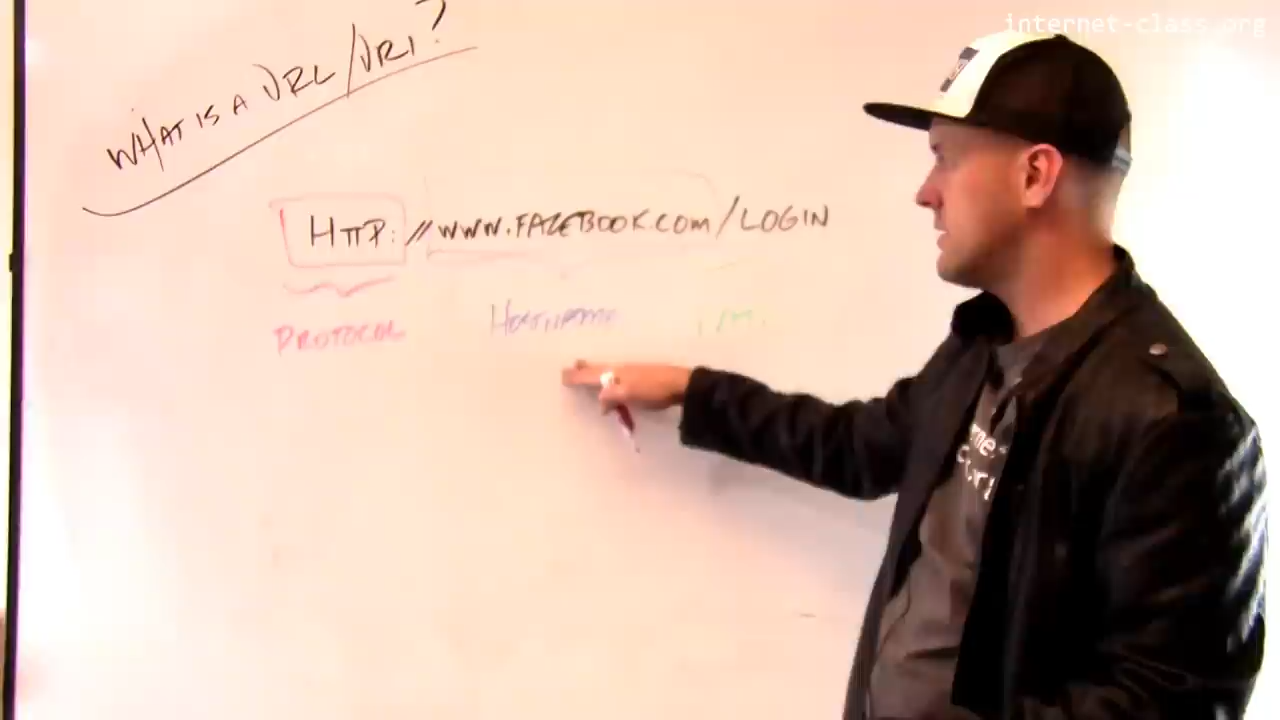 internet-class.org
WHAT IS A URL/URI?
HTTP://WWW.FACEBOOK.COM/LOGIN
PROTOCOL HOSTNAME